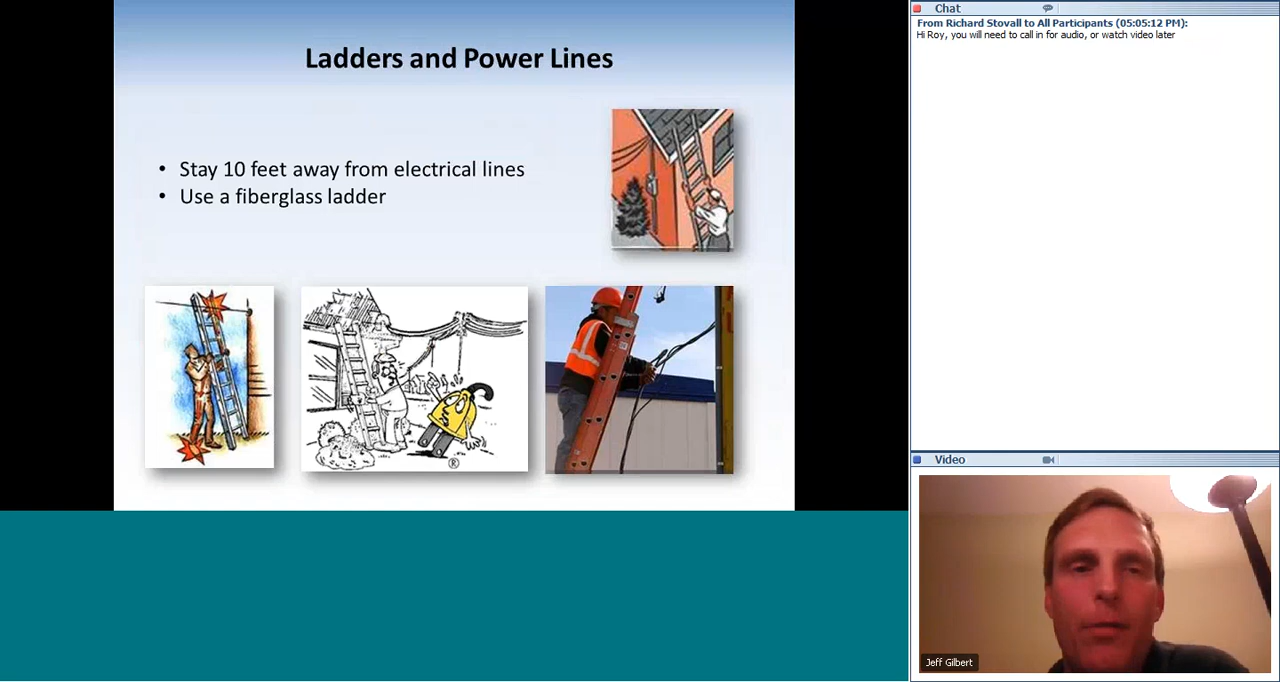 Ladders and Power Lines
• Stay 10 feet away from electrical lines
• Use a fiberglass ladder
®
Chat
From Richard Stovall to All Participants (05:05:12 PM):
Hi Roy, you will need to call in for audio, or watch video later
Video
Jeff Gilbert